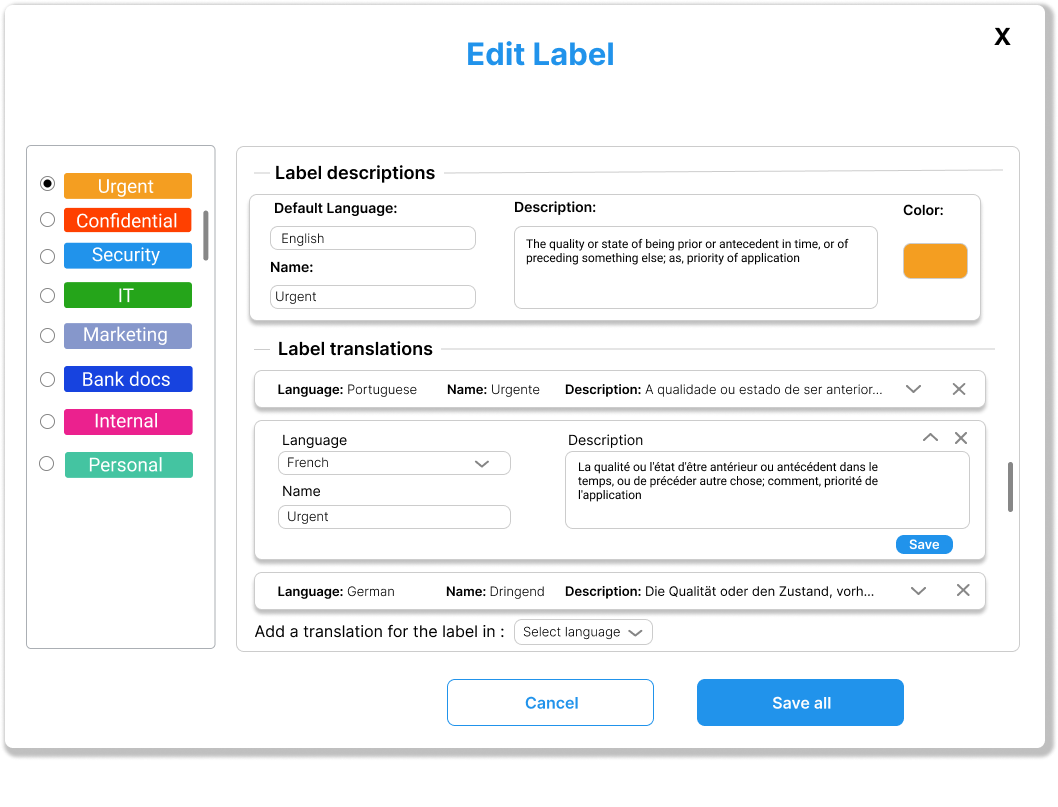 X
Edit Label
Urgent
Confidential
Security
IT
Marketing
Bank docs
Internal
Personal
Label descriptions
Default Language:
English
Name:
Urgent
Description:
The quality or state of being prior or antecedent in time, or of
preceding something else; as, priority of application
Color:
Label translations
Language: Portuguese Name: Urgente Description: A qualidade ou estado de ser anterior...
Language
French
Name
Urgent
Description
La qualité ou l'état d'être antérieur ou antécédent dans le
temps, ou de précéder autre chose; comment, priorité de
l'application
Save
Language: German Name: Dringend Description: Die Qualität oder den Zustand, vorh...
Add a translation for the label in : Select language
Cancel
Save all